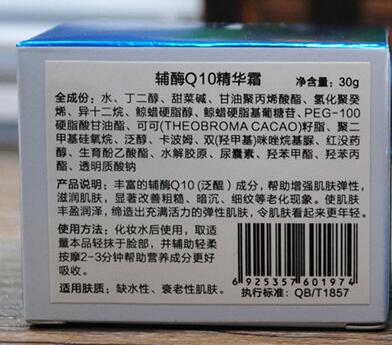 辅酶Q10精华霜
净含量：30g
全成份：水、丁二醇、甜菜碱、甘油聚丙烯酸酯、氢化聚癸
烯、异十二烷、鲸蜡硬脂醇、鲸蜡硬脂基葡糖苷、PEG-100
硬脂酸甘油酯、可可(THEOBROMA CACAO)籽脂、聚二
甲基硅氧烷、泛醇、卡波姆、双(羟甲基)咪唑烷基脲、红没药
醇、生育酚乙酸酯、水解胶原、尿囊素、羟苯甲酯、羟苯丙
酯、透明质酸钠
产品说明：丰富的辅酶Q10（泛醌）成分，帮助增强肌肤弹性，
滋润肌肤，显著改善粗糙、暗沉、细纹等老化现象。使肌肤
丰盈润泽，缔造出充满活力的弹性肌肤，令肌肤看起来更年轻。
使用方法：化妆水后使用，取适
量本品轻抹于脸部，并辅助轻柔
按摩2-3分钟帮助营养成分更好
吸收。
适用肤质：缺水性、衰老性肌肤。
6 925357 601974
执行标准：QB/T1857